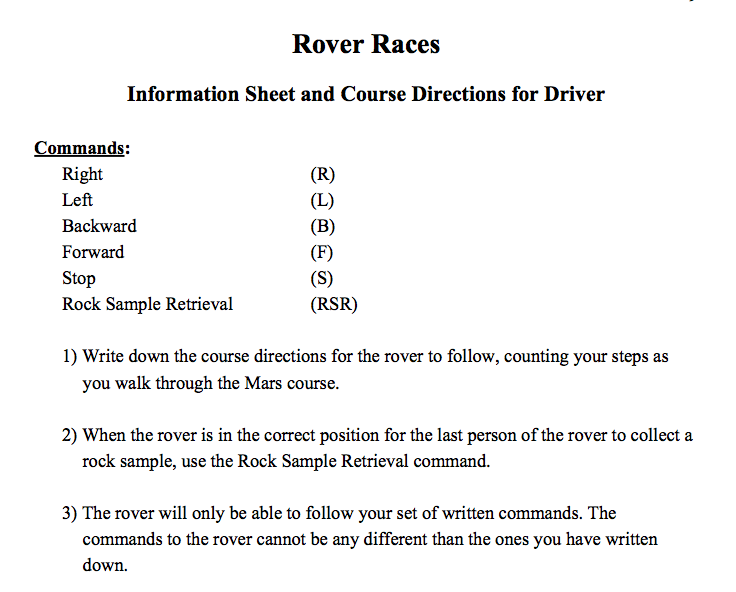 Rover Races
Information Sheet and Course Directions for Driver
Commands:
Right (R)
Left (L)
Backward (B)
Forward (F)
Stop (S)
Rock Sample Retrieval (RSR)
1) Write down the course directions for the rover to follow, counting your steps as
you walk through the Mars course.
2) When the rover is in the correct position for the last person of the rover to collect a
rock sample, use the Rock Sample Retrieval command.
3) The rover will only be able to follow your set of written commands. The
commands to the rover cannot be any different than the ones you have written
down.